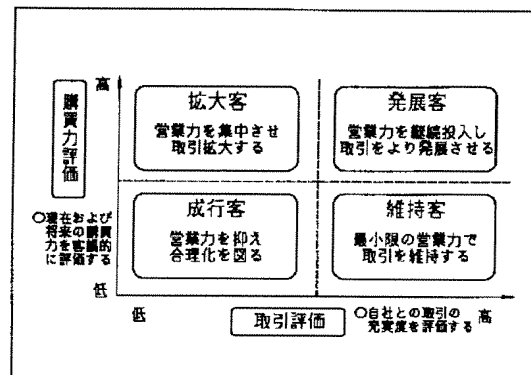 高
購買力評価
○現在および
将来の購買
力を客観的
に評価する
低
拡大客
営業力を集中させ
取引拡大する
発展客
営業力を継続投入し
取引をより発展させる
成行客
営業力を抑え
合理化を図る
維持客
最小限の営業力で
取引を維持する
低
取引評価
○自社との取引の
充実度を評価する
高